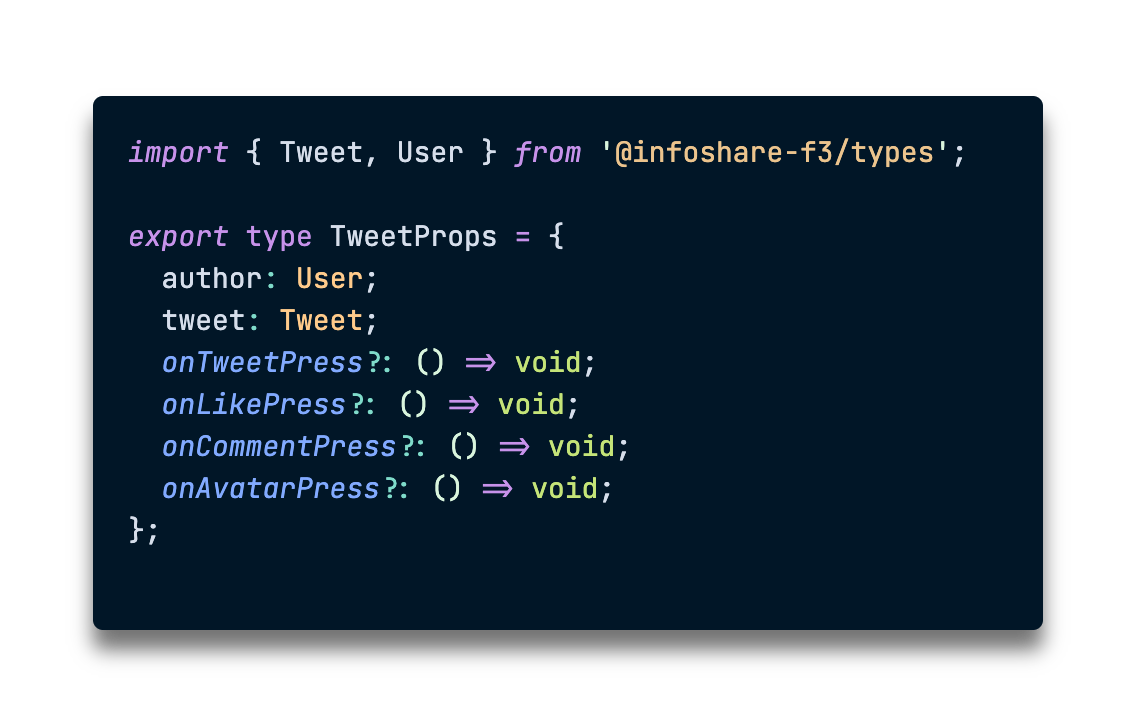 import { Tweet, User } from '@infoshare-f3/types';
export type TweetProps = {
  author: User;
  tweet: Tweet;
  onTweetPress?: () => void;
  onLikePress?: () => void;
  onCommentPress?: () => void;
  onAvatarPress?: () => void;
};